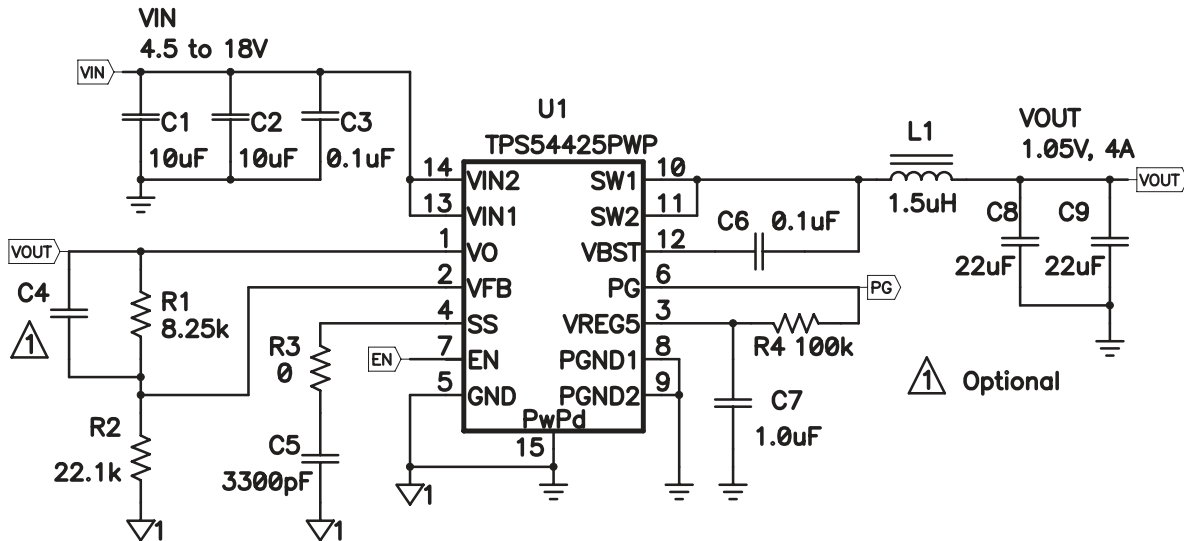 VIN
4.5 to 18V
VIN
C1
10uF
C2
10uF
C3
0.1uF
U1
TPS54425PWP
14
VIN2
13
VIN1
1
VO
2
VFB
4
SS
7
EN
5
GND
PwPd
15
SW1
10
SW2
11
VBST
12
PG
6
VREG5
3
PGND1
8
PGND2
9
VOUT
C4
1
R1
8.25k
R2
22.1k
1
R3
0
C5
3300pF
1
EN
1
C6
0.1uF
L1
1.5uH
VOUT
1.05V, 4A
VOUT
C8
22uF
C9
22uF
PG
R4 100k
C7
1.0uF
1 Optional